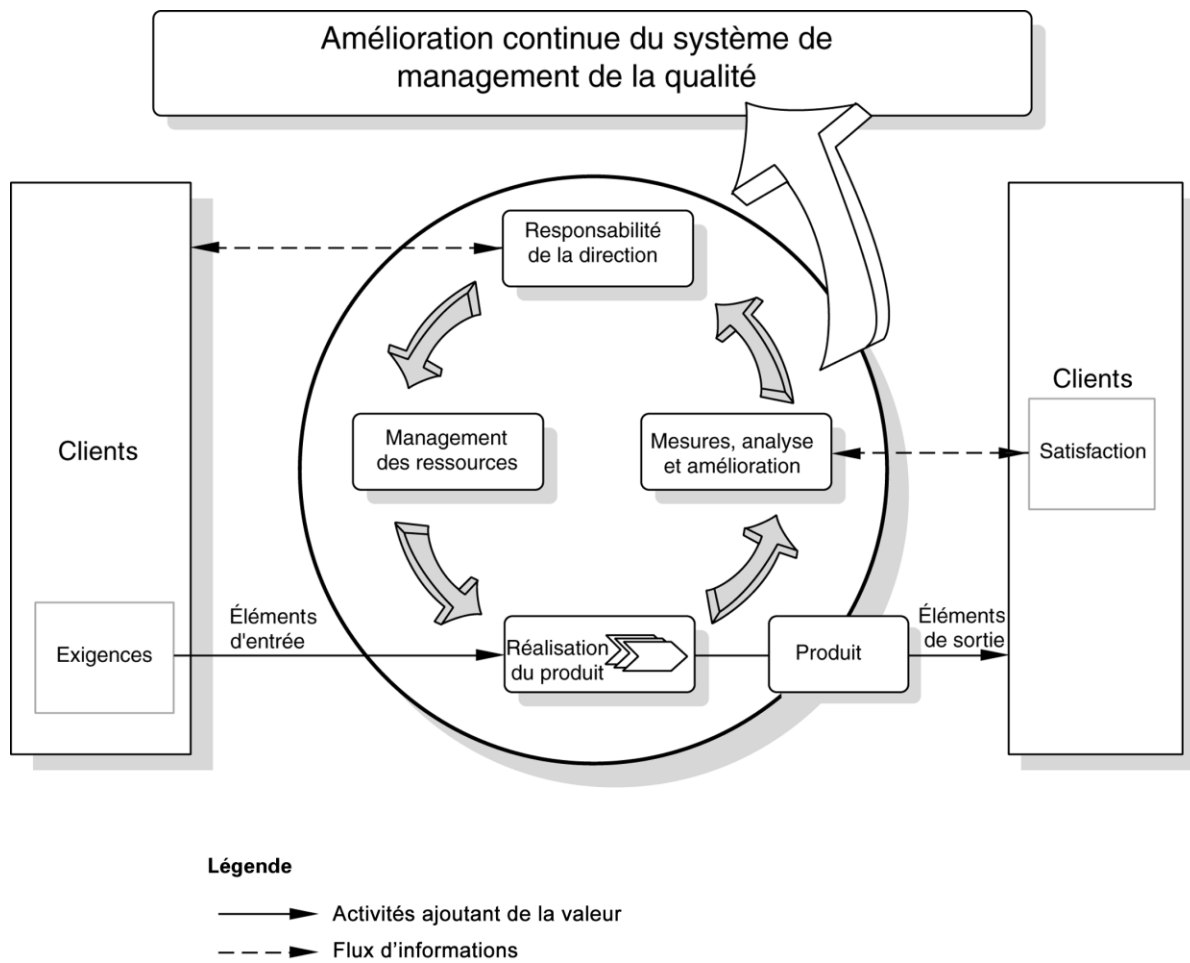 Amélioration continue du système de
management de la qualité
Responsabilité
de la direction
Clients
Management
des ressources
Mesures, analyse
et amélioration
Clients
Satisfaction
Exigences
Éléments
d'entrée
Réalisation
du produit
Produit
Éléments
de sortie
Légende
Activités ajoutant de la valeur
Flux d'informations